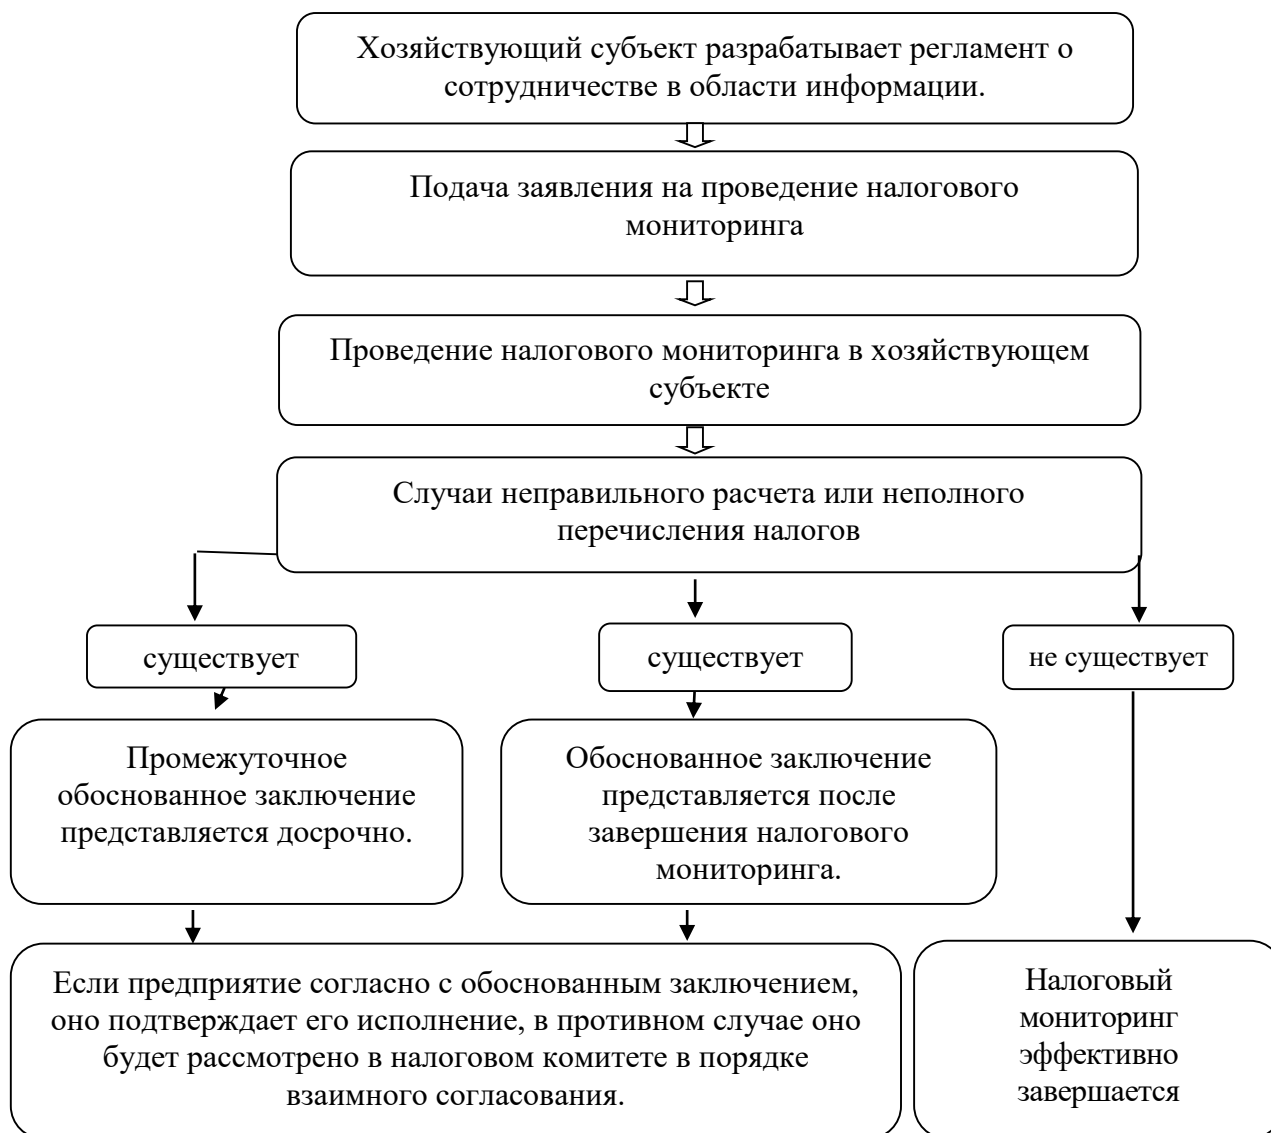 Хозяйствующий субъект разрабатывает регламент о
сотрудничестве в области информации.
Подача заявления на проведение налогового
мониторинга
Проведение налогового мониторинга в хозяйствующем
субъекте
Случаи неправильного расчета или неполного
перечисления налогов
существует
существует
не существует
Промежуточное
обоснованное заключение
представляется досрочно.
Обоснованное заключение
представляется после
завершения налогового
мониторинга.
Если предприятие согласно с обоснованным заключением,
оно подтверждает его исполнение, в противном случае оно
будет рассмотрено в налоговом комитете в порядке
взаимного согласования.
Налоговый
мониторинг
эффективно
завершается